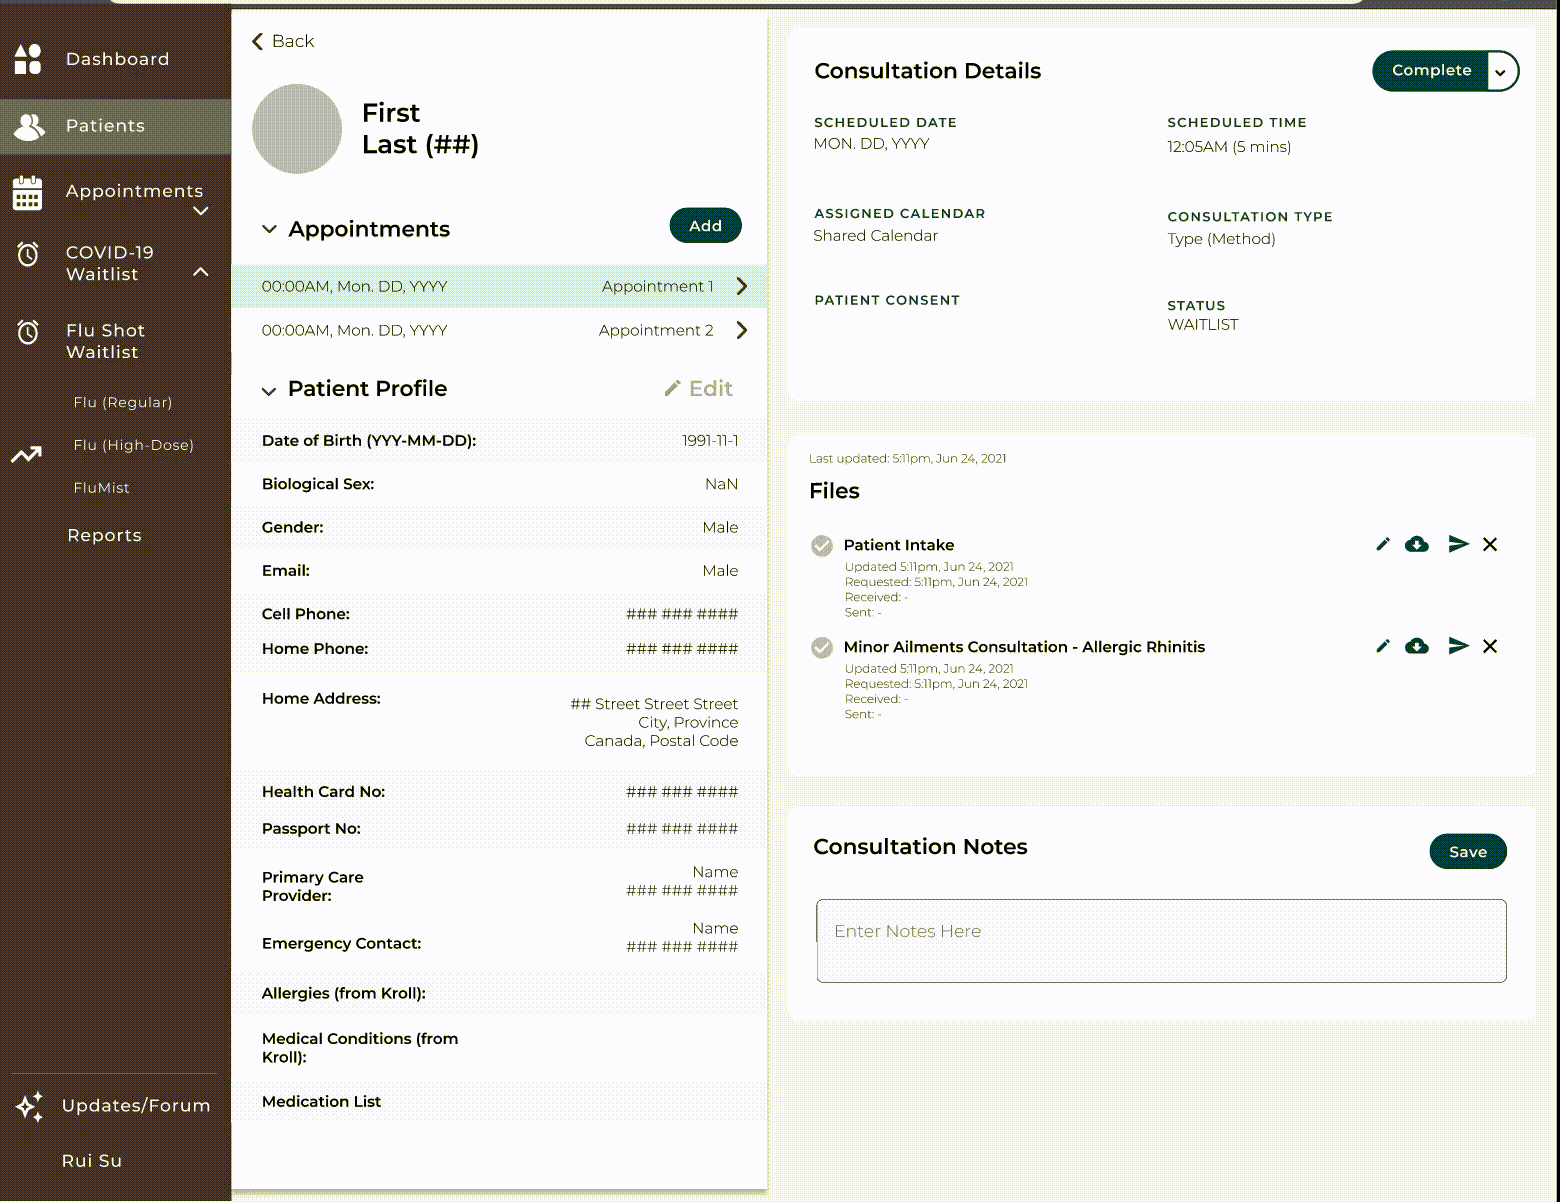 Dashboard
Patients
Appointments
COVID-19
Waitlist
Flu Shot
Waitlist
Flu (Regular)
Flu (High-Dose)
FluMist
Reports
Updates/Forum
Rui Su
Back
First
Last (##)
Appointments
Add
00:00AM, Mon. DD, YYYY Appointment 1
00:00AM, Mon. DD, YYYY Appointment 2
Patient Profile
Edit
Date of Birth (YYY-MM-DD): 1991-11-1
Biological Sex: NaN
Gender: Male
Email: Male
Cell Phone: ### ### ####
Home Phone: ### ### ####
Home Address: ## Street Street Street
City, Province
Canada, Postal Code
Health Card No: ### ### ####
Passport No: ### ### ####
Primary Care
Provider:
Name
### ### ####
Emergency Contact:
Name
### ### ####
Allergies (from Kroll):
Medical Conditions (from
Kroll):
Medication List
Consultation Details
Complete
SCHEDULED DATE
MON. DD, YYYY
SCHEDULED TIME
12:05AM (5 mins)
ASSIGNED CALENDAR
Shared Calendar
CONSULTATION TYPE
Type (Method)
PATIENT CONSENT
STATUS
WAITLIST
Last updated: 5:11pm, Jun 24, 2021
Files
Patient Intake
Updated 5:11pm, Jun 24, 2021
Requested: 5:11pm, Jun 24, 2021
Received: -
Sent: -
Minor Ailments Consultation - Allergic Rhinitis
Updated 5:11pm, Jun 24, 2021
Requested: 5:11pm, Jun 24, 2021
Received: -
Sent: -
Consultation Notes
Save
Enter Notes Here